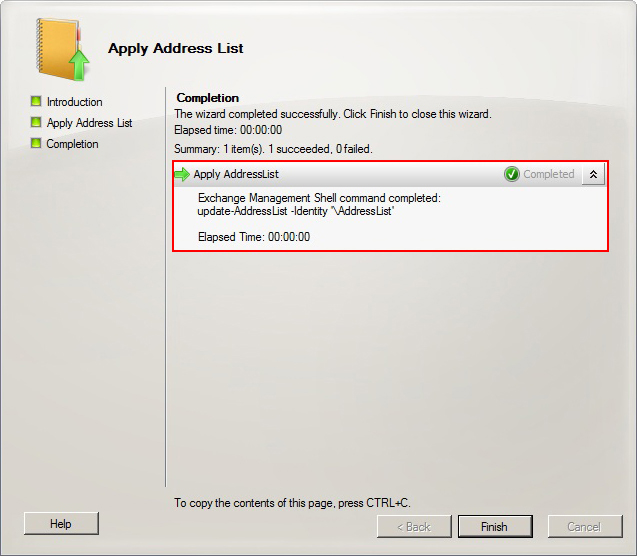 Apply Address List
Introduction
Apply Address List
Completion
Completion
The wizard completed successfully. Click Finish to close this wizard.
Elapsed time: 00:00:00
Summary: 1 item(s). 1 succeeded, 0 failed.
Apply AddressList
Completed
Exchange Management Shell command completed:
update-AddressList -Identity '\AddressList'
Elapsed Time: 00:00:00
To copy the contents of this page, press CTRL+C.
Help
< Back
Finish
Cancel